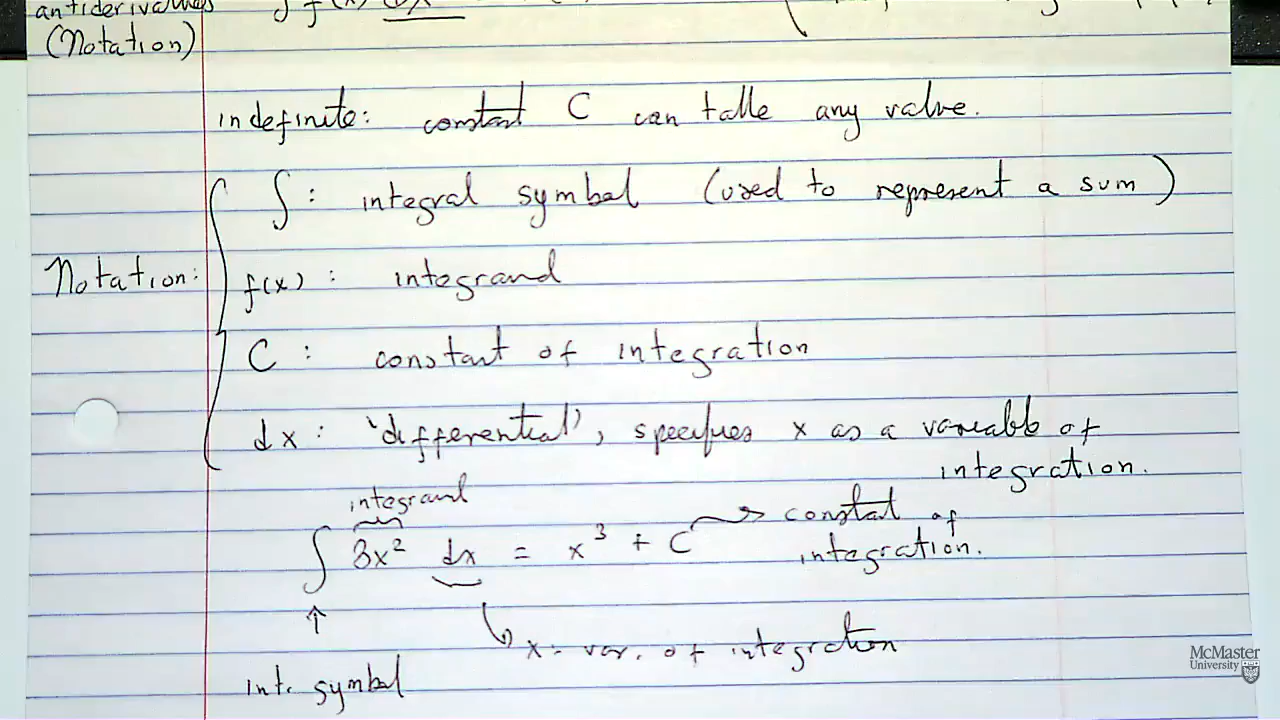 antiderivatives ∫ f(x) dx
(Notation)
indefinite: constant C can take any value.
∫ : integral symbol (used to represent a sum)
Notation: f(x) : integrand
C : constant of integration
dx : 'differential', specifies x as a variable of
integration.
integrand
∫ 3x² dx = x³ + C → constat of
integration.
↑ x = var. of integration
int. symbol
McMaster
University